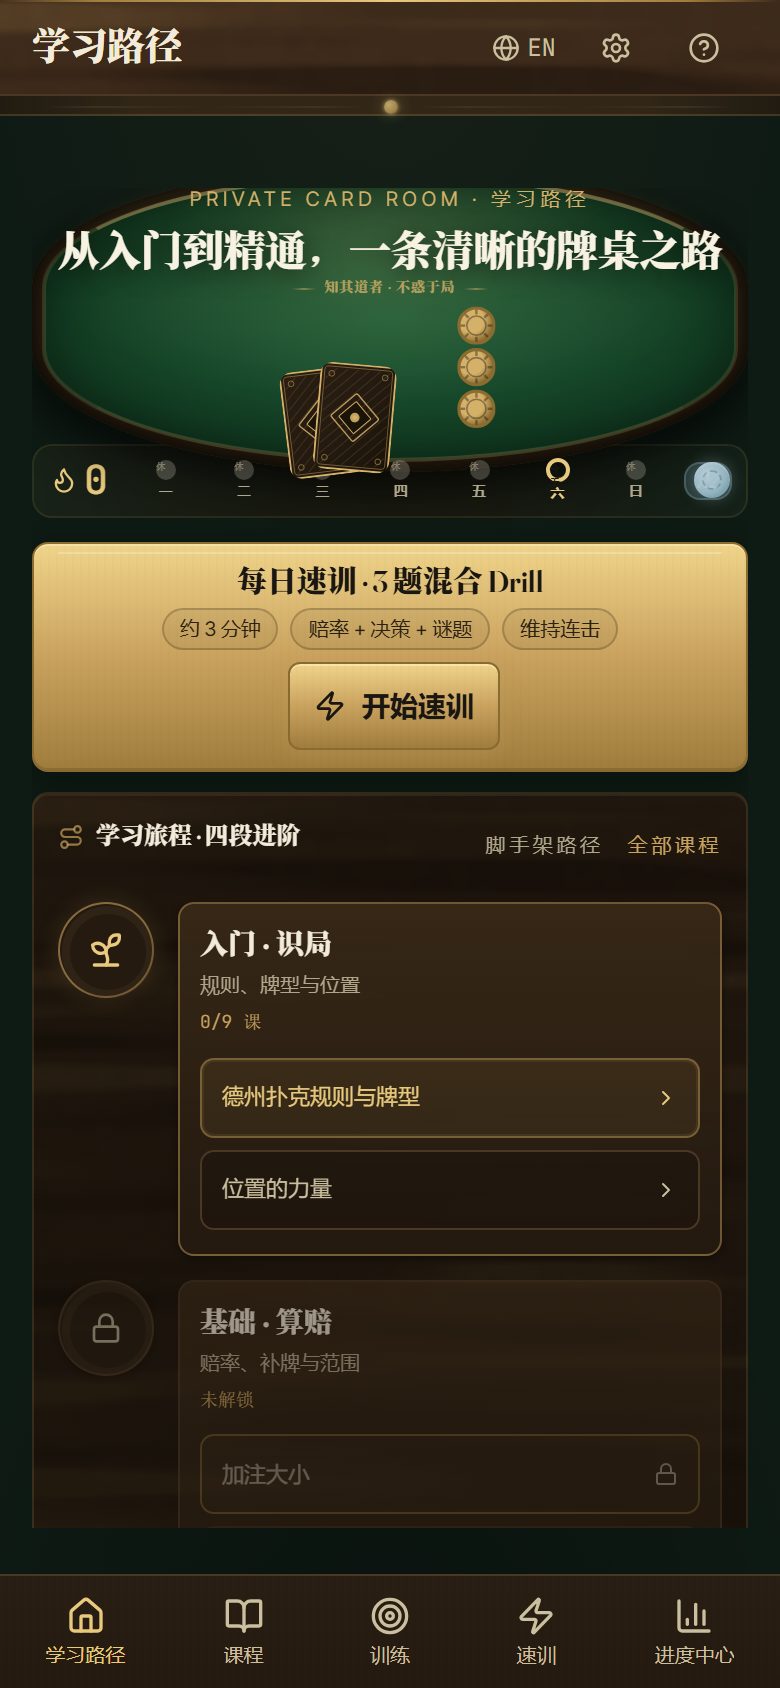 学习路径
EN
PRIVATE CARD ROOM · 学习路径
从入门到精通，一条清晰的牌桌之路
知其道者·不惑于局
0
休 休 休 休 休 休
一 二 三 四 五 六 日
每日速训·3 题混合 Drill
约 3 分钟 赔率 + 决策 + 谜题 维持连击
开始速训
学习旅程·四段进阶
脚手架路径 全部课程
入门·识局
规则、牌型与位置
0/9 课
德州扑克规则与牌型
位置的力量
基础·算赔
赔率、补牌与范围
未解锁
加注大小
学习路径 课程 训练 速训 进度中心